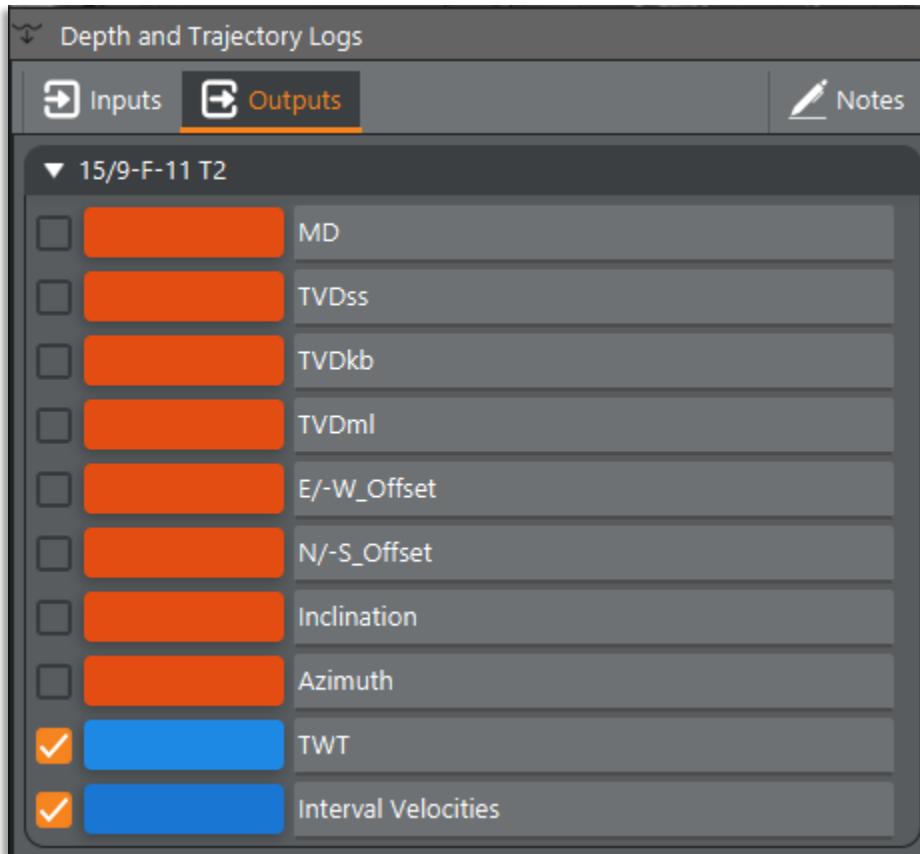 Depth and Trajectory Logs
Inputs Outputs Notes
15/9-F-11 T2
MD
TVDss
TVDkb
TVDml
E/-W_Offset
N/-S_Offset
Inclination
Azimuth
TWT
Interval Velocities